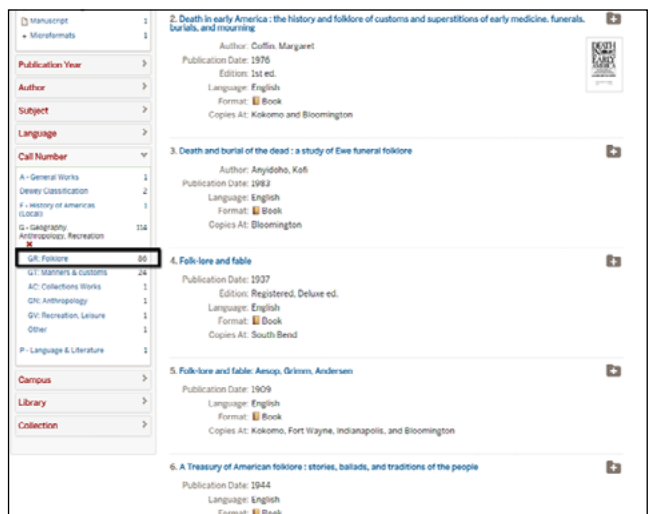 Manuscript 1
Microformats 1
Publication Year
Author
Subject
Language
Call Number
A - General Works 1
Dewey Classification 2
F - History of Americas 1
(Local)
G - Geography. 114
Anthropology, Recreation
GR: Folklore 86
GT: Manners & customs 24
AC: Collections Works 1
GN: Anthropology 1
GV: Recreation, Leisure 1
Other 1
P - Language & Literature 1
Campus
Library
Collection
2. Death in early America : the history and folklore of customs and superstitions of early medicine, funerals,
burials, and mourning
Author: Coffin, Margaret
Publication Date: 1976
Edition: 1st ed.
Language: English
Format: Book
Copies At: Kokomo and Bloomington
DEATH
EARLY
AMERICA
3. Death and burial of the dead : a study of Ewe funeral folklore
Author: Anyidoho, Kofi
Publication Date: 1983
Language: English
Format: Book
Copies At: Bloomington
4. Folk-lore and fable
Publication Date: 1937
Edition: Registered, Deluxe ed.
Language: English
Format: Book
Copies At: South Bend
5. Folk-lore and fable: Aesop, Grimm, Andersen
Publication Date: 1909
Language: English
Format: Book
Copies At: Kokomo, Fort Wayne, Indianapolis, and Bloomington
6. A Treasury of American folklore : stories, ballads, and traditions of the people
Publication Date: 1944
Language: English
Format: Book